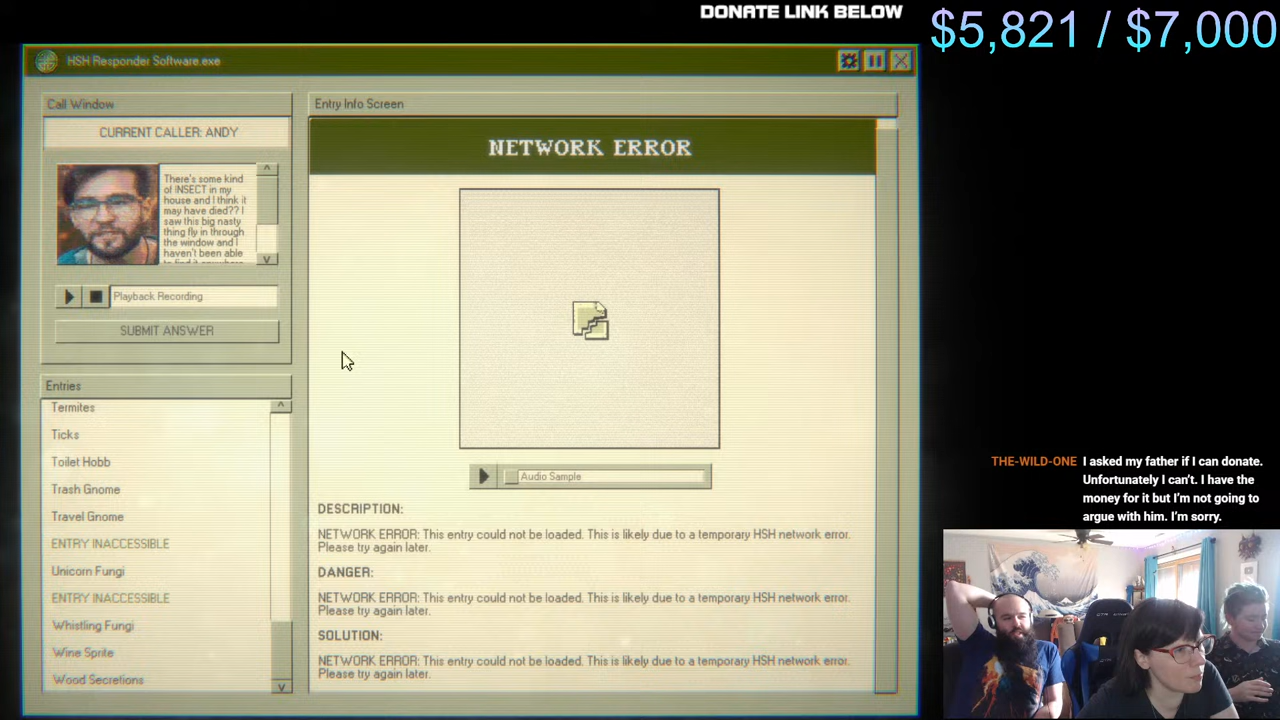 DONATE LINK BELOW
$5,821 / $7,000
HSH Responder Software.exe
Call Window
CURRENT CALLER: ANDY
There's some kind
of INSECT in my
house and I think it
may have died?? I
saw this big nasty
thing fly in through
the window and I
haven't been able
to find it anywhere
Playback Recording
SUBMIT ANSWER
Entries
Termites
Ticks
Toilet Hobb
Trash Gnome
Travel Gnome
ENTRY INACCESSIBLE
Unicorn Fungi
ENTRY INACCESSIBLE
Whistling Fungi
Wine Sprite
Wood Secretions
Entry Info Screen
NETWORK ERROR
Audio Sample
DESCRIPTION:
NETWORK ERROR: This entry could not be loaded. This is likely due to a temporary HSH network error.
Please try again later.
DANGER:
NETWORK ERROR: This entry could not be loaded. This is likely due to a temporary HSH network error.
Please try again later.
SOLUTION:
NETWORK ERROR: This entry could not be loaded. This is likely due to a temporary HSH network error.
Please try again later.
THE-WILD-ONE I asked my father if I can donate.
Unfortunately I can't. I have the
money for it but I'm not going to
argue with him. I'm sorry.